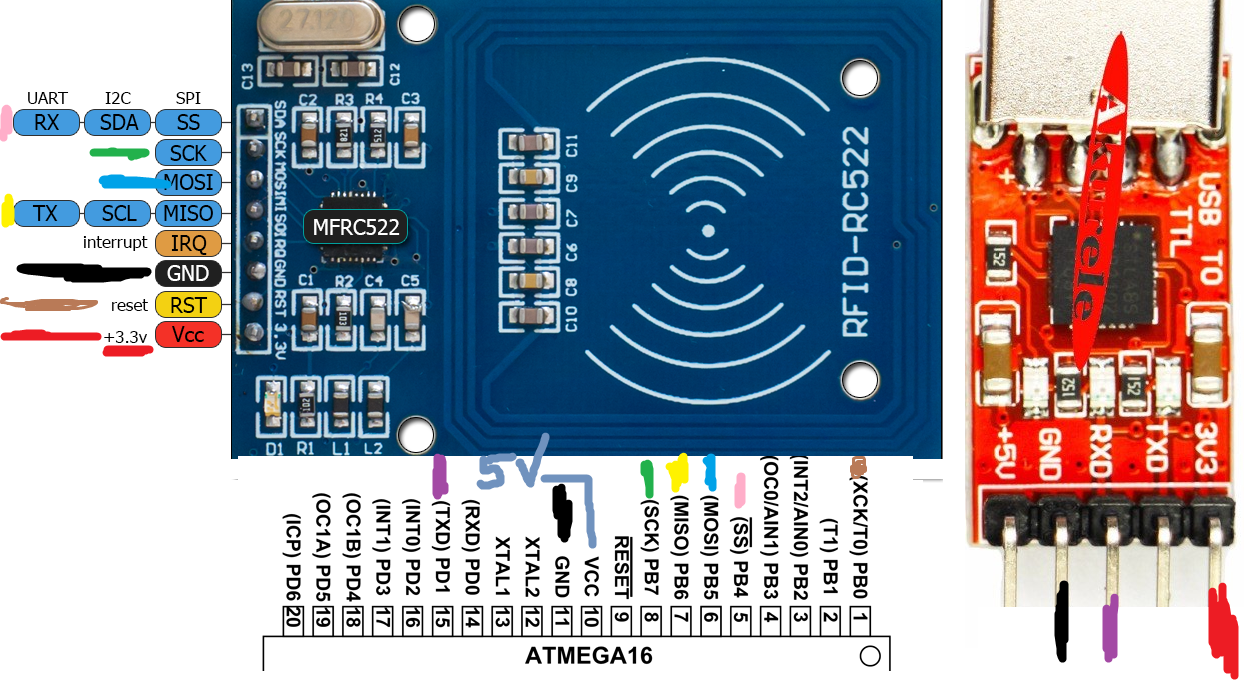 27.120
C13
C12
UART I2C SPI
RX SDA SS
SCK
MOSI
TX SCL MISO
interrupt IRQ
GND
reset RST
+3.3v Vcc
SDA SCK MOSI MISO IRQ GND RST 3.3V
C2 R3 R4 C3
MFRC522
C1 R2 C4 C5
103
D1 R1 L1 L2
102
C11
C9
C7
C6
C8
C10
RFID-RC522
+
USB TO
TTL
Akıllı
152
+5V GND RXD TXD 3V3
5V
(ICP) PD6
(OC1A) PD5
(OC1B) PD4
(INT1) PD3
(INT0) PD2
(TXD) PD1
(RXD) PD0
XTAL1
XTAL2
GND
VCC
RESET
(SCK) PB7
(MISO) PB6
(MOSI) PB5
(SS) PB4
(OC0/AIN1) PB3
(INT2/AIN0) PB2
(T1) PB1
(XCK/T0) PB0
20 19 18 17 16 15 14 13 12 11 10 9 8 7 6 5 4 3 2 1
ATMEGA16